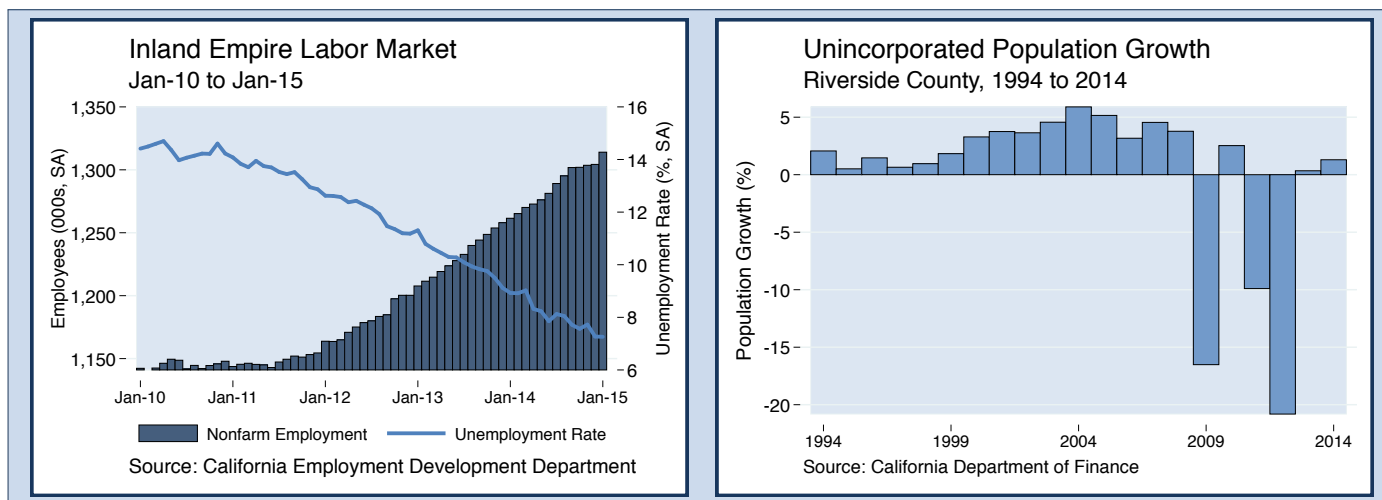 Inland Empire Labor Market
Jan-10 to Jan-15
Employees (000s, SA)
1,350
1,300
1,250
1,200
1,150
16
14
12
10
8
6
Unemployment Rate (%, SA)
Jan-10 Jan-11 Jan-12 Jan-13 Jan-14 Jan-15
Nonfarm Employment Unemployment Rate
Source: California Employment Development Department
Unincorporated Population Growth
Riverside County, 1994 to 2014
Population Growth (%)
5
0
-5
-10
-15
-20
1994 1999 2004 2009 2014
Source: California Department of Finance